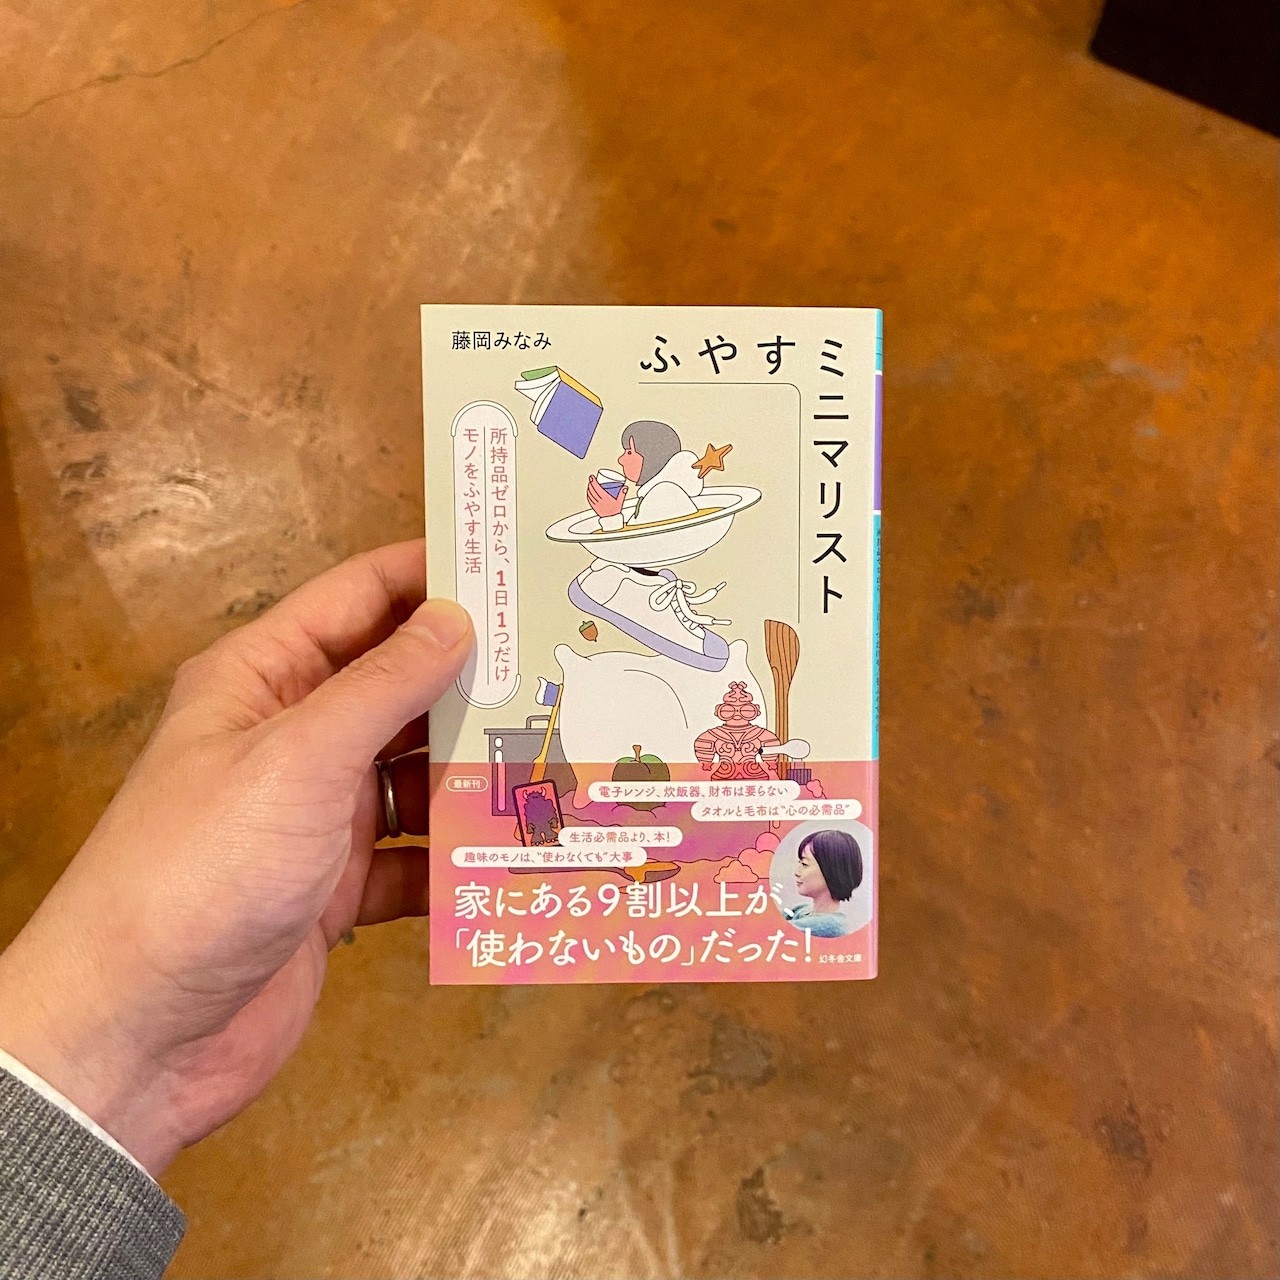 藤岡みなみ
ふやすミニマリスト
所持品ゼロから、1日1つだけ
モノをふやす生活
最新刊
電子レンジ、炊飯器、財布は要らない
タオルと毛布は“心の必需品”
生活必需品より、本!
趣味のモノは、“使わなくても”大事
家にある9割以上が、
「使わないもの」だった!
幻冬舎文庫